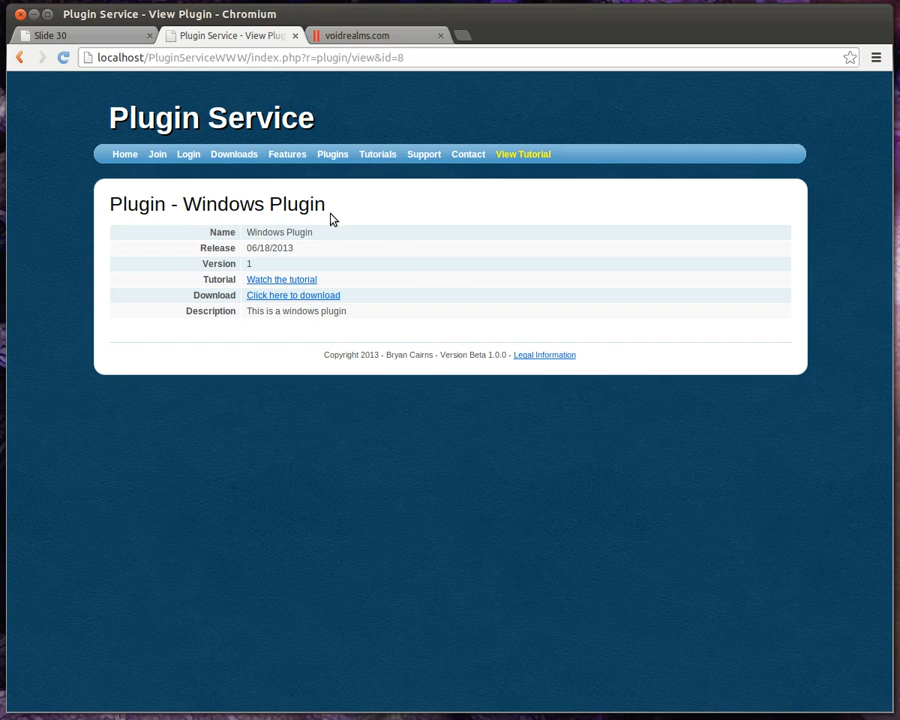 Plugin Service - View Plugin - Chromium
Slide 30
Plugin Service - View Plug
voidrealms.com
localhost/PluginServiceWWW/index.php?r=plugin/view&id=8
Plugin Service
Home Join Login Downloads Features Plugins Tutorials Support Contact View Tutorial
Plugin - Windows Plugin
Name Windows Plugin
Release 06/18/2013
Version 1
Tutorial Watch the tutorial
Download Click here to download
Description This is a windows plugin
Copyright 2013 - Bryan Cairns - Version Beta 1.0.0 - Legal Information